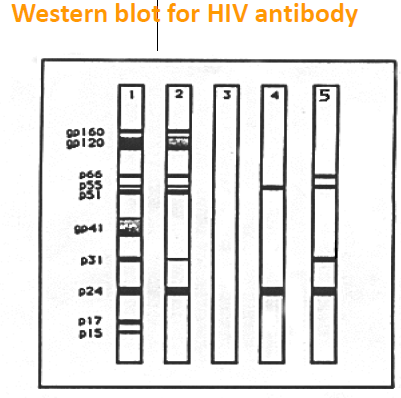 Western blot for HIV antibody
1 2 3 4 5
gp160
gp120
p66
p55
p51
gp41
p31
p24
p17
p15